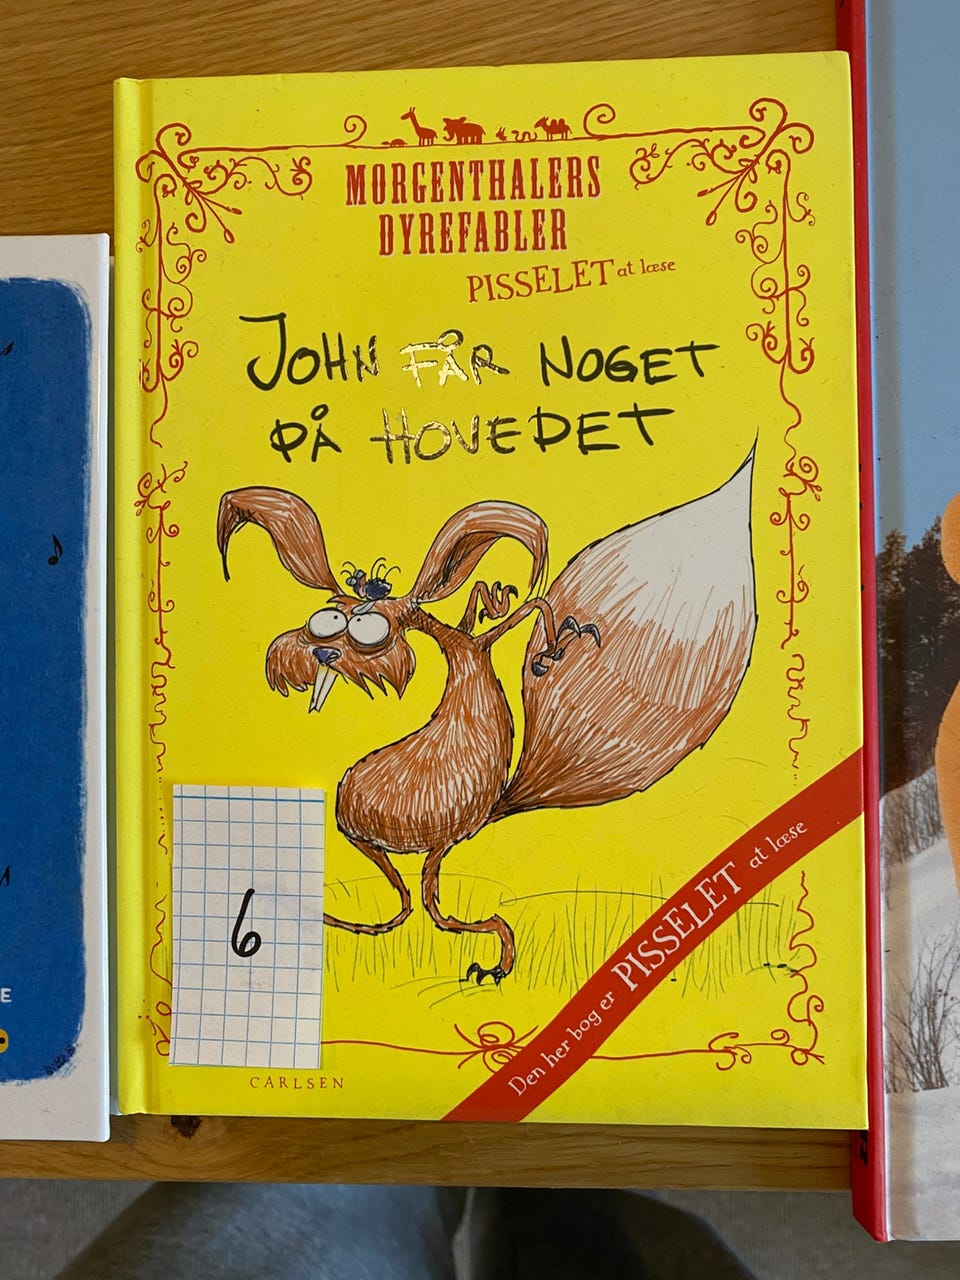 MORGENTHALERS
DYREFABLER
PISSELET at læse
JOHN FÅR NOGET
PÅ HOVEDET
6
CARLSEN
Den her bog er PISSELET at læse
E